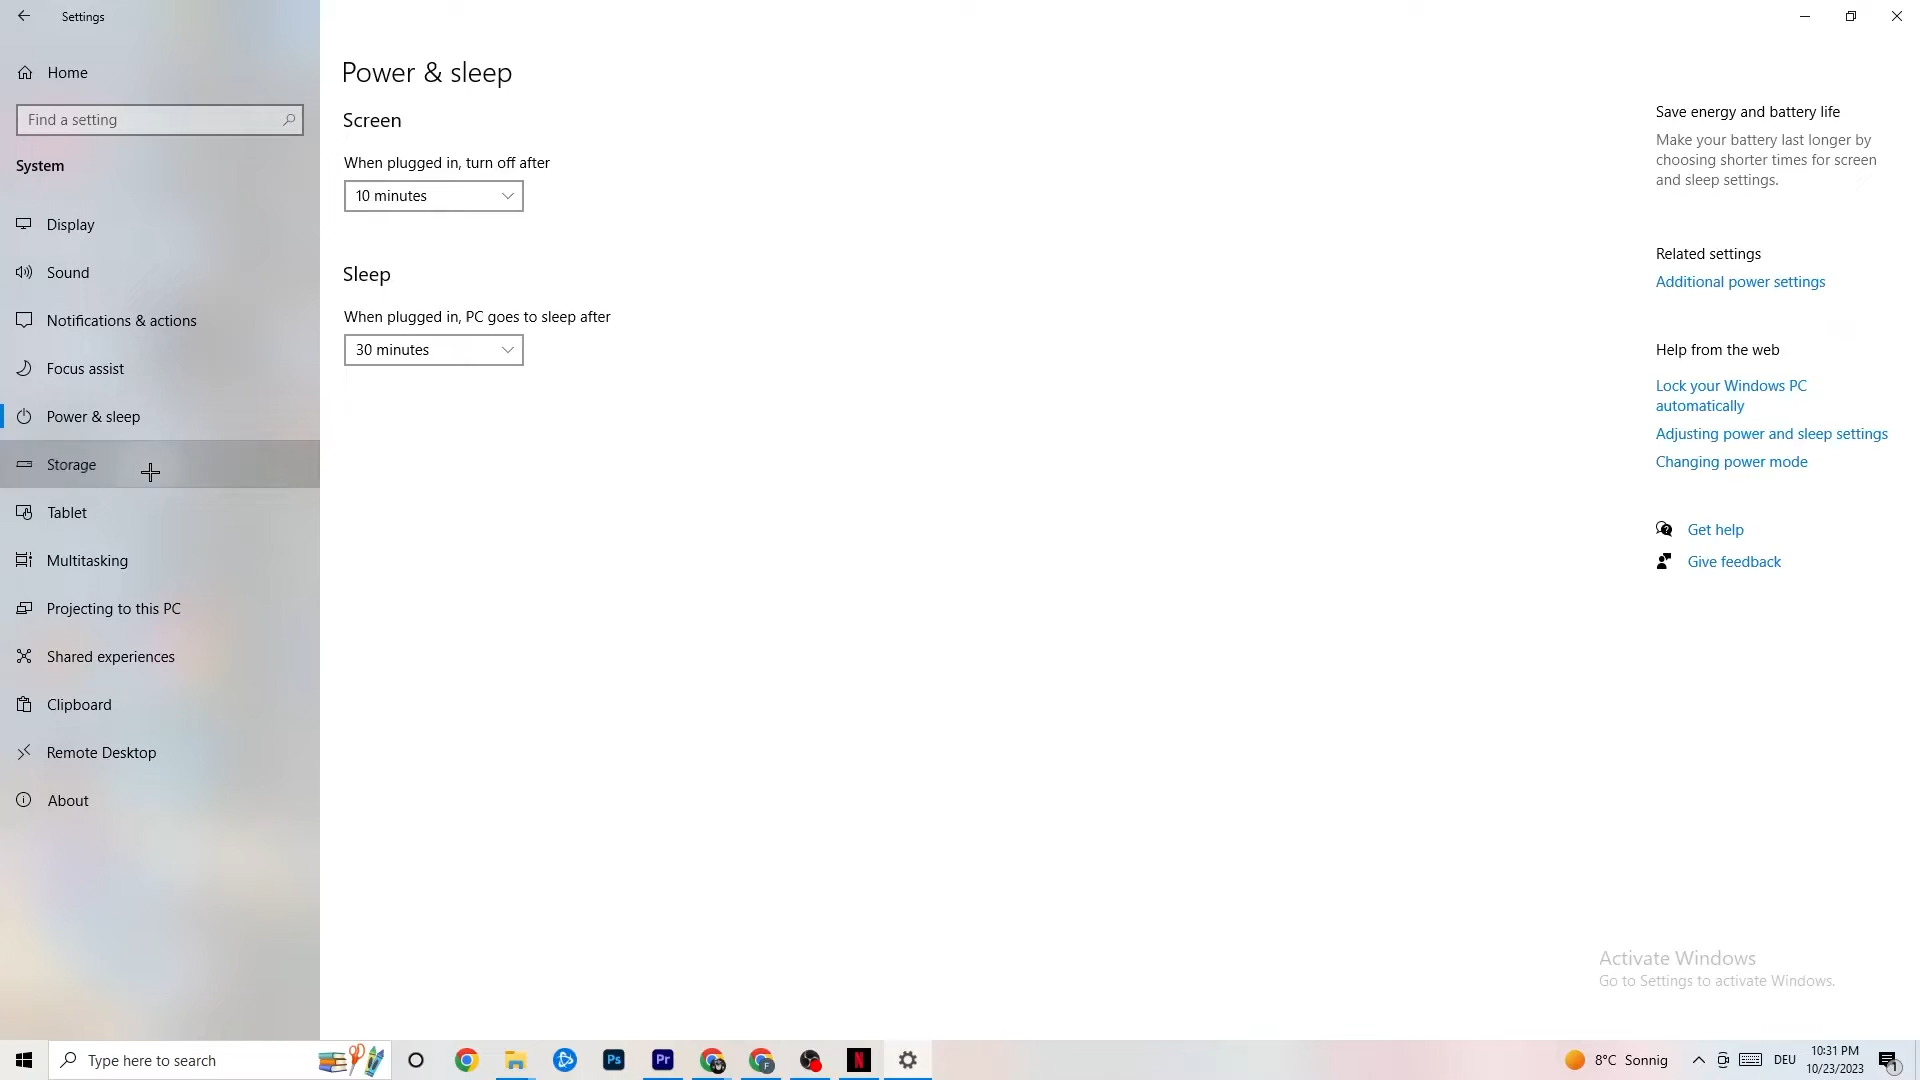 Settings
Home
Find a setting
System
Display
Sound
Notifications & actions
Focus assist
Power & sleep
Storage
Tablet
Multitasking
Projecting to this PC
Shared experiences
Clipboard
Remote Desktop
About
Power & sleep
Screen
When plugged in, turn off after
10 minutes
Sleep
When plugged in, PC goes to sleep after
30 minutes
Save energy and battery life
Make your battery last longer by
choosing shorter times for screen
and sleep settings.
Related settings
Additional power settings
Help from the web
Lock your Windows PC
automatically
Adjusting power and sleep settings
Changing power mode
Get help
Give feedback
Activate Windows
Go to Settings to activate Windows.
Type here to search
Ps
Pr
F
N
8°C Sonnig
DEU
10:31 PM
10/23/2023
1